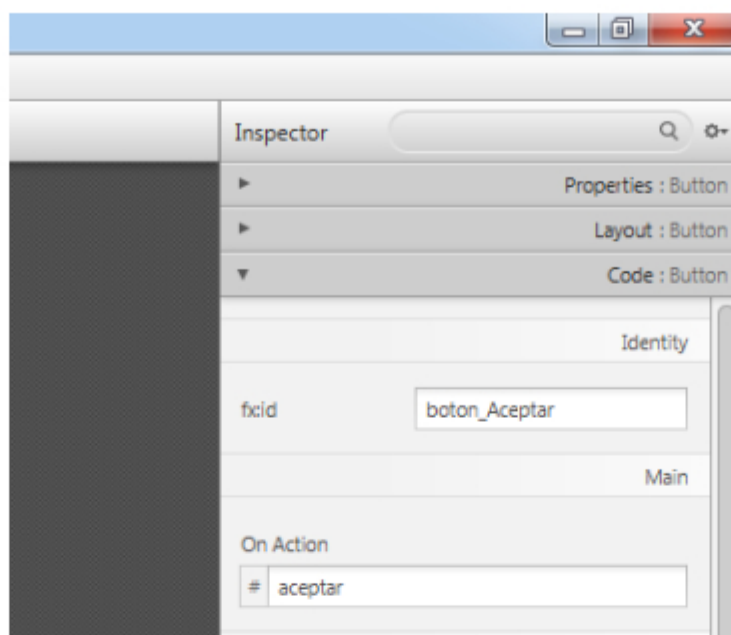 Inspector
Properties : Button
Layout : Button
Code : Button
Identity
fx:id boton_Aceptar
Main
On Action
# aceptar